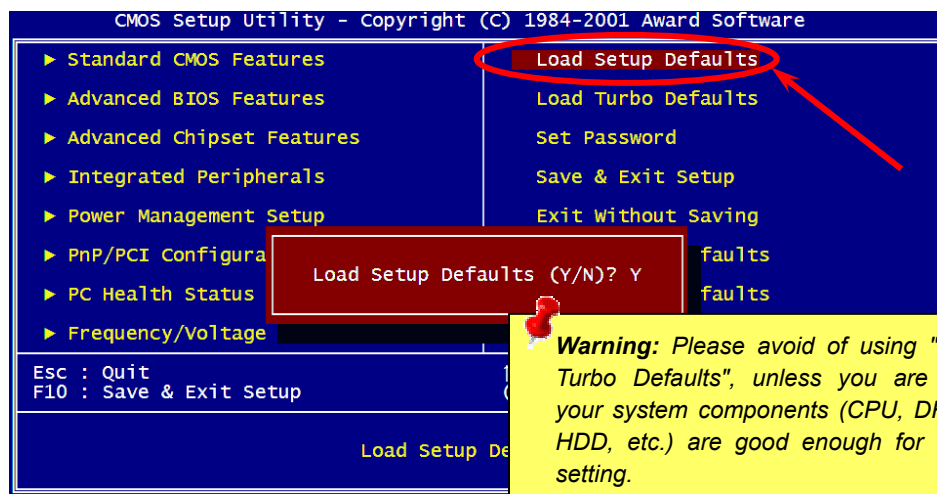 CMOS Setup Utility - Copyright (C) 1984-2001 Award Software
▶ Standard CMOS Features
▶ Advanced BIOS Features
▶ Advanced Chipset Features
▶ Integrated Peripherals
▶ Power Management Setup
▶ PnP/PCI Configura
▶ PC Health Status
▶ Frequency/Voltage
Load Setup Defaults
Load Turbo Defaults
Set Password
Save & Exit Setup
Exit Without Saving
faults
faults
Load Setup Defaults (Y/N)? Y
Esc : Quit
F10 : Save & Exit Setup
Load Setup De
Warning: Please avoid of using "
Turbo Defaults", unless you are
your system components (CPU, DR
HDD, etc.) are good enough for
setting.